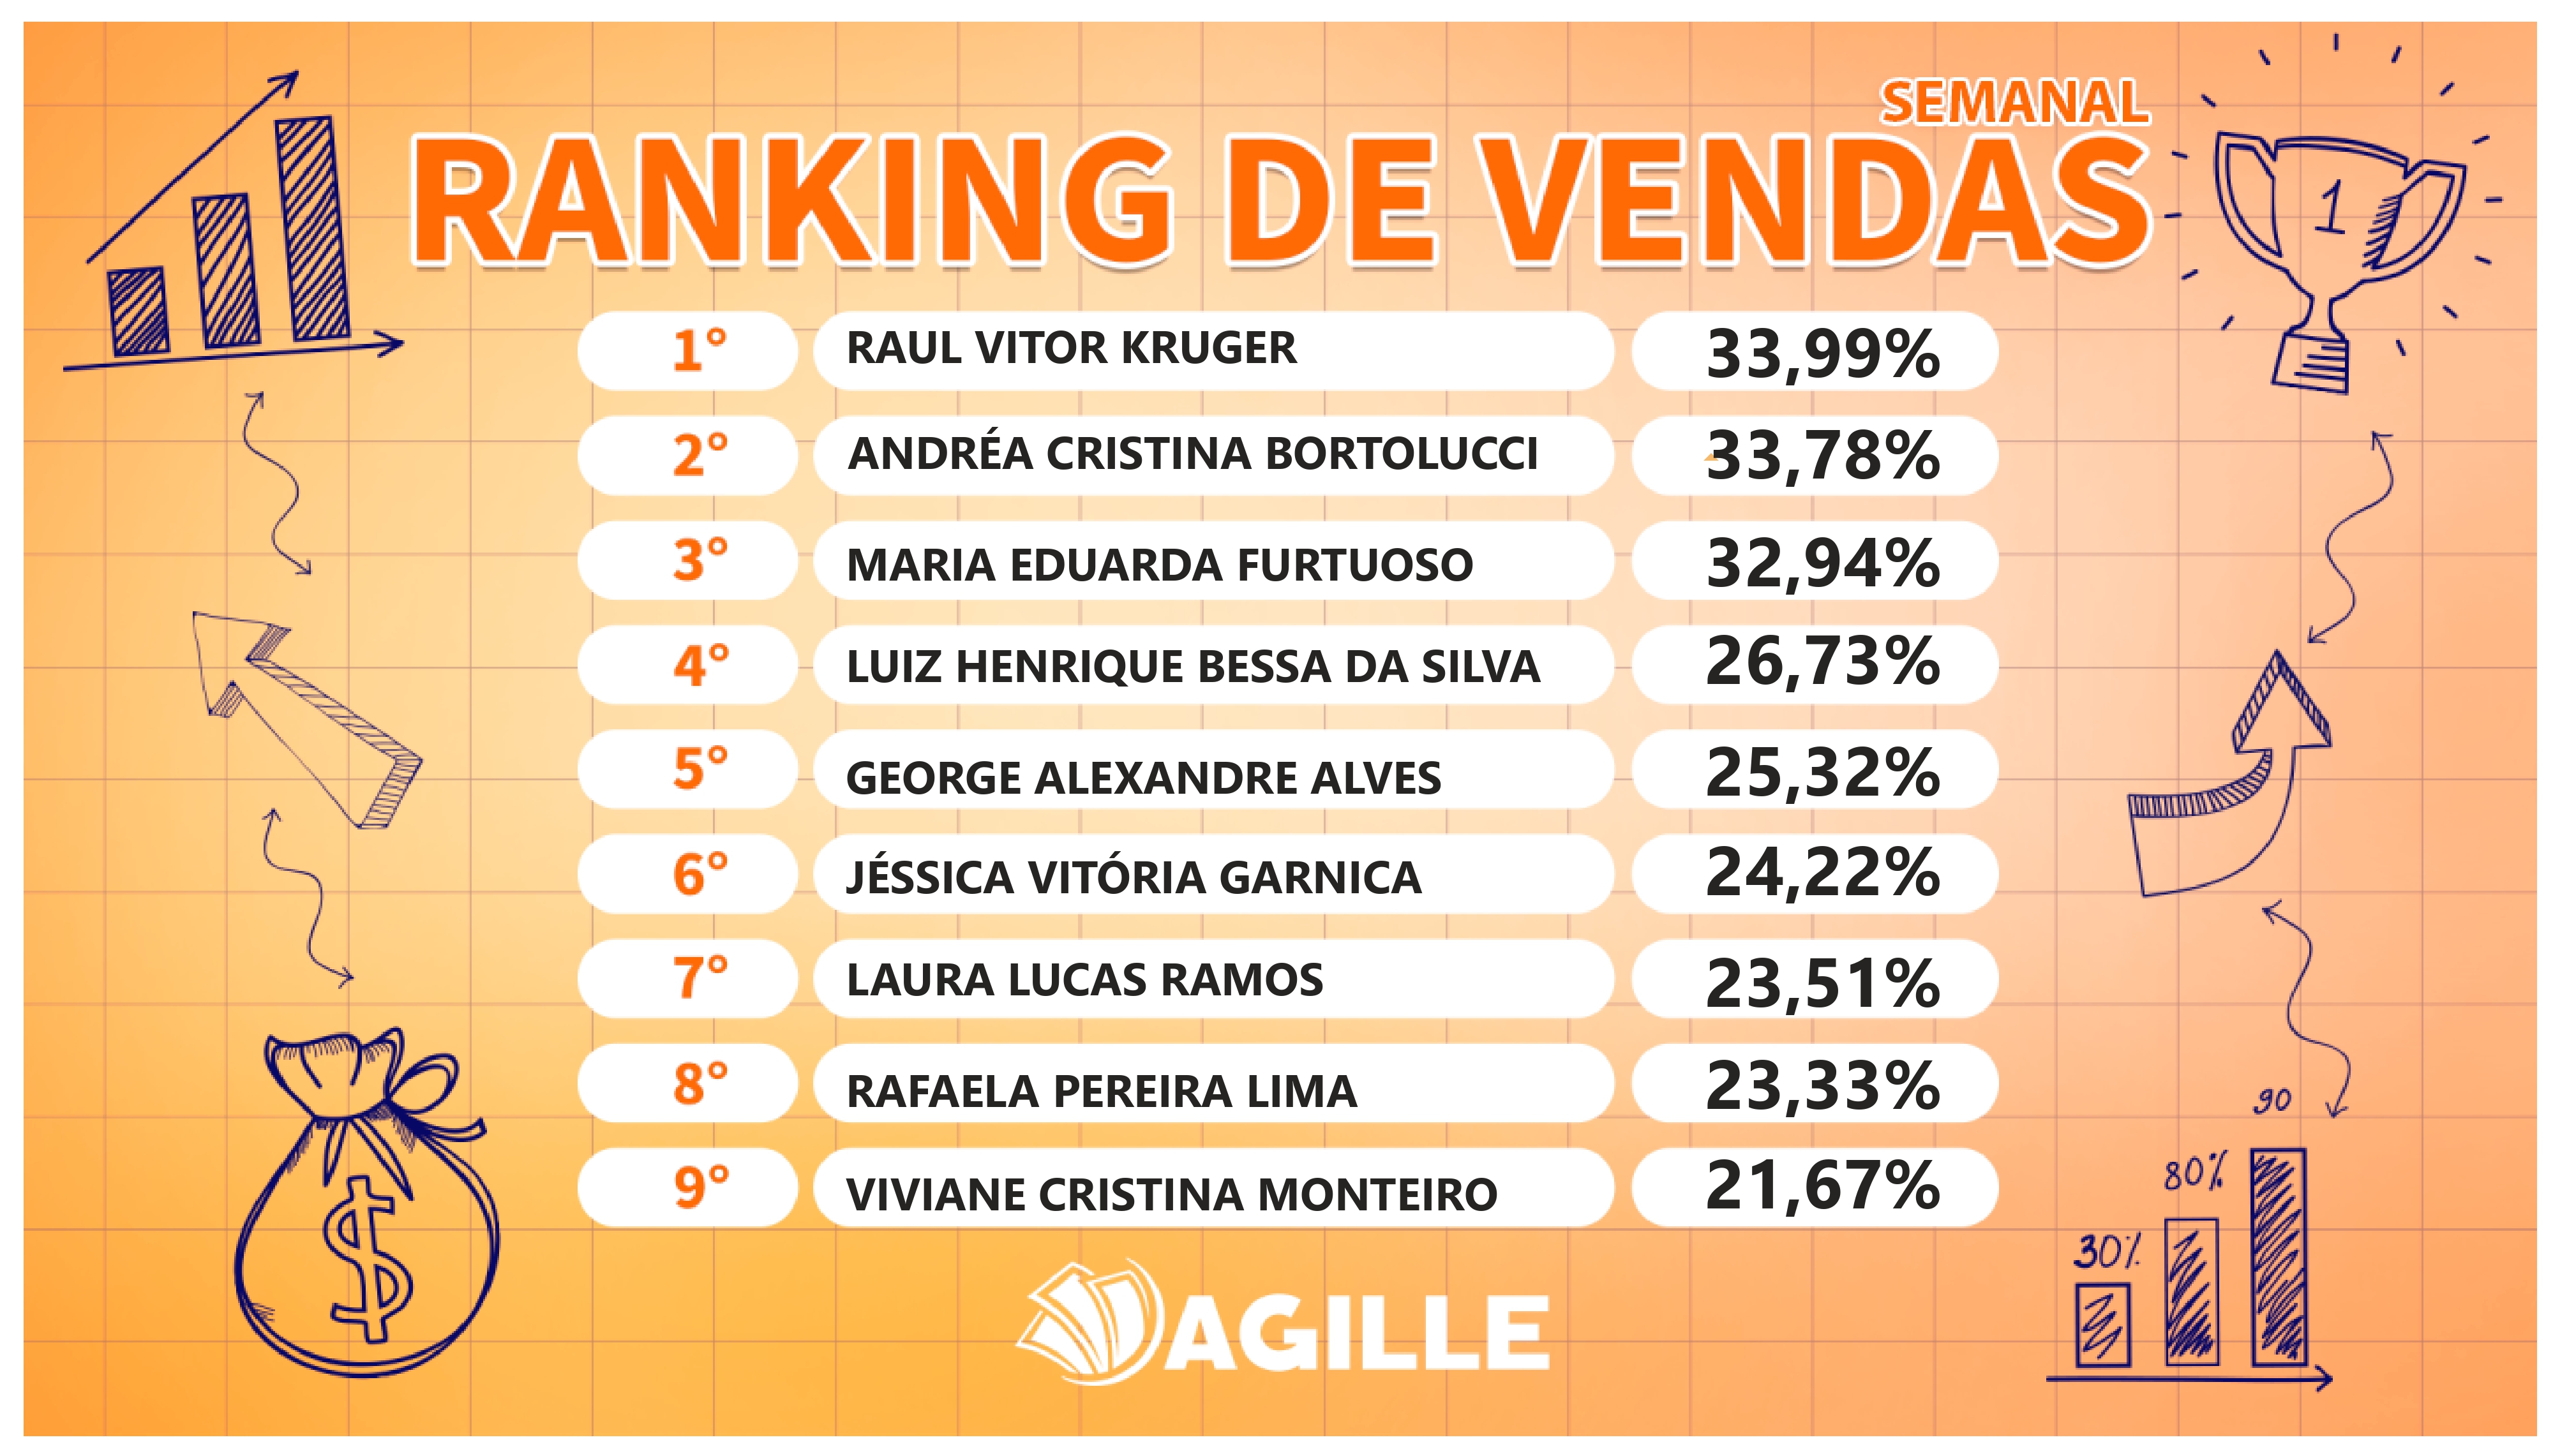 SEMANAL
RANKING DE VENDAS
1
1° RAUL VITOR KRUGER 33,99%
2° ANDRÉA CRISTINA BORTOLUCCI 33,78%
3° MARIA EDUARDA FURTUOSO 32,94%
4° LUIZ HENRIQUE BESSA DA SILVA 26,73%
5° GEORGE ALEXANDRE ALVES 25,32%
6° JÉSSICA VITÓRIA GARNICA 24,22%
7° LAURA LUCAS RAMOS 23,51%
8° RAFAELA PEREIRA LIMA 23,33%
9° VIVIANE CRISTINA MONTEIRO 21,67%
$
30% 80% 90
AGILLE